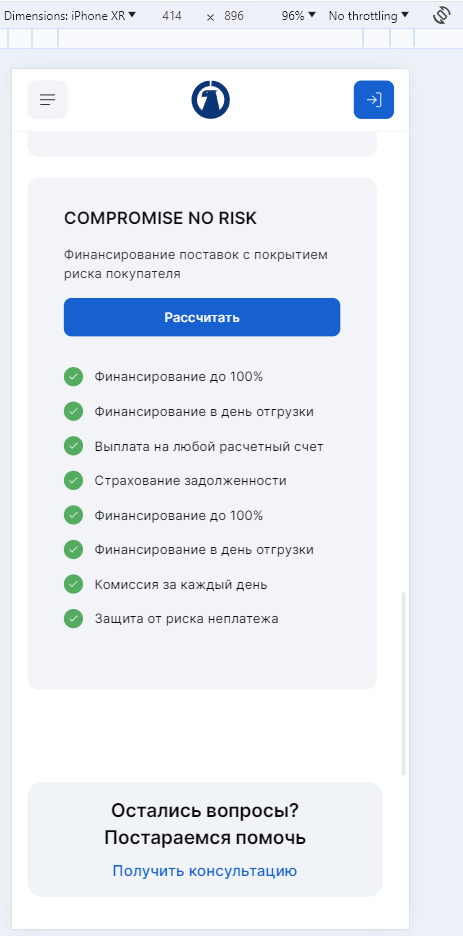 Dimensions: iPhone XR 414 × 896 96% No throttling
COMPROMISE NO RISK
Финансирование поставок с покрытием
риска покупателя
Рассчитать
Финансирование до 100%
Финансирование в день отгрузки
Выплата на любой расчетный счет
Страхование задолженности
Финансирование до 100%
Финансирование в день отгрузки
Комиссия за каждый день
Защита от риска неплатежа
Остались вопросы?
Постараемся помочь
Получить консультацию